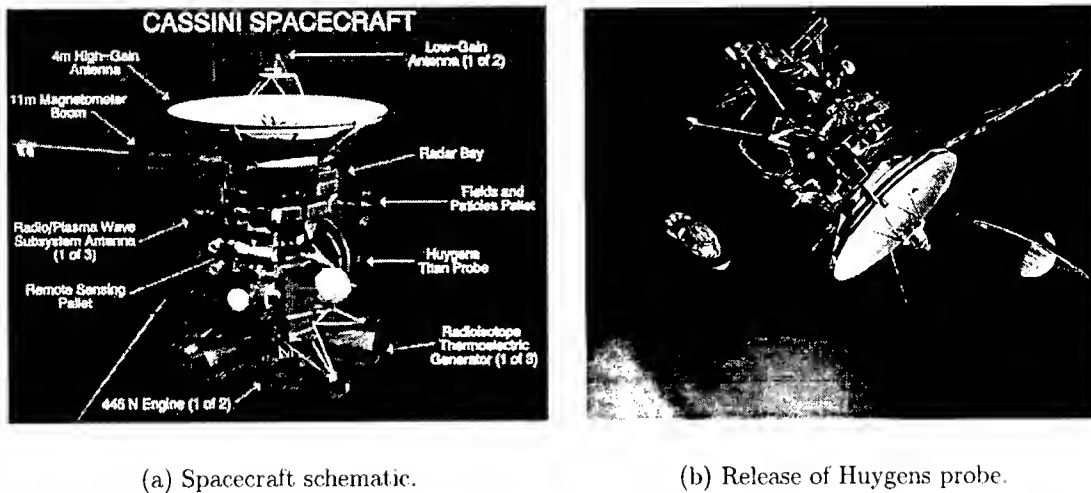 CASSINI SPACECRAFT
4m High-Gain
Antenna
Low-Gain
Antenna (1 of 2)
11m Magnetometer
Boom
Radar Bay
Fields and
Particles Pallet
Radio/Plasma Wave
Subsystem Antenna
(1 of 3)
Huygens
Titan Probe
Remote Sensing
Pallet
Radioisotope
Thermoelectric
Generator (1 of 3)
445 N Engine (1 of 2)
(a) Spacecraft schematic.
(b) Release of Huygens probe.